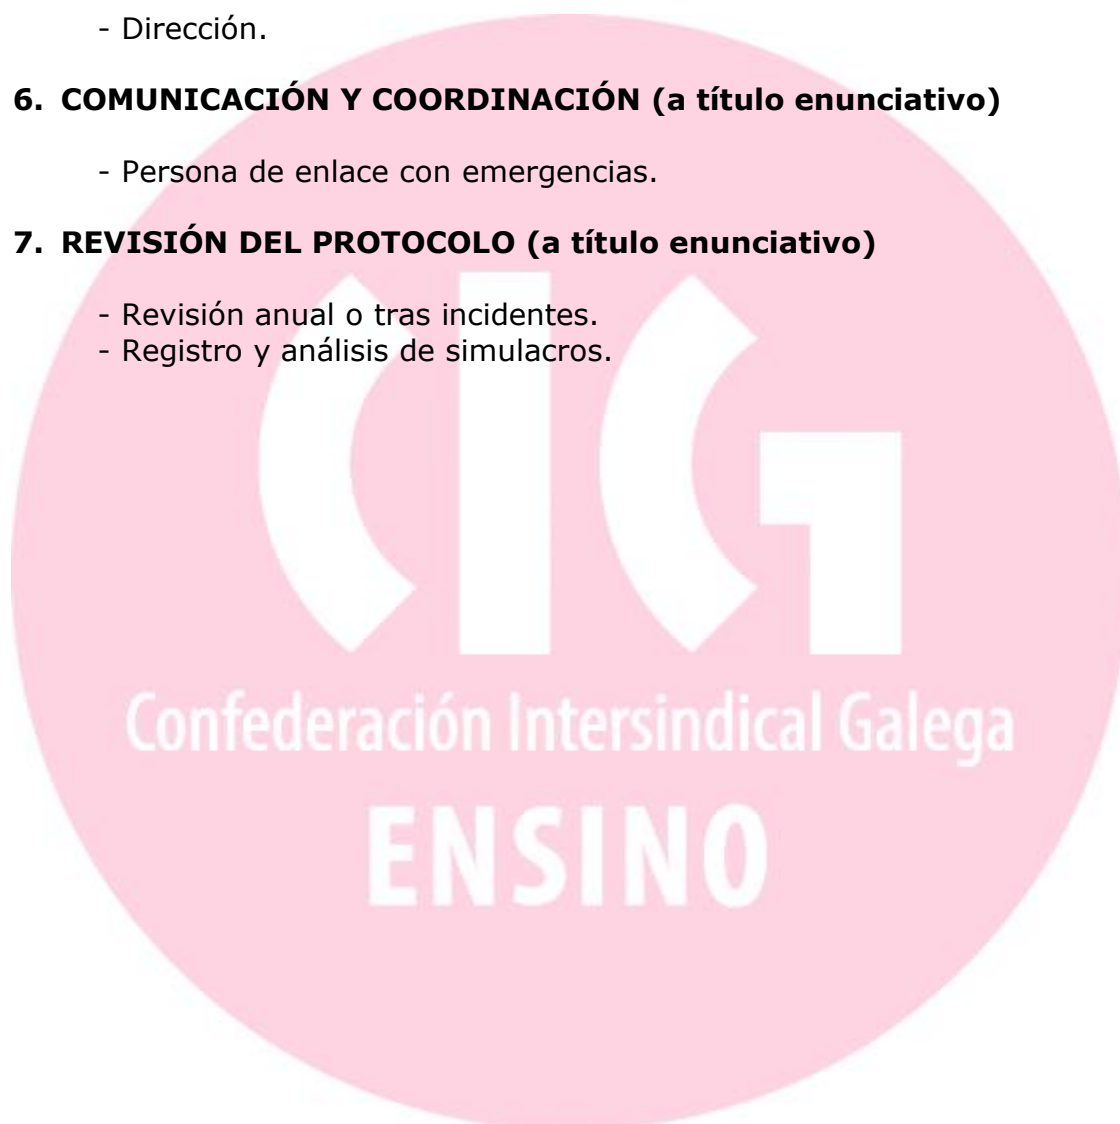 - Dirección.
6. COMUNICACIÓN Y COORDINACIÓN (a título enunciativo)
- Persona de enlace con emergencias.
7. REVISIÓN DEL PROTOCOLO (a título enunciativo)
- Revisión anual o tras incidentes.
- Registro y análisis de simulacros.
CIG
Confederación Intersindical Galega
ENSINO